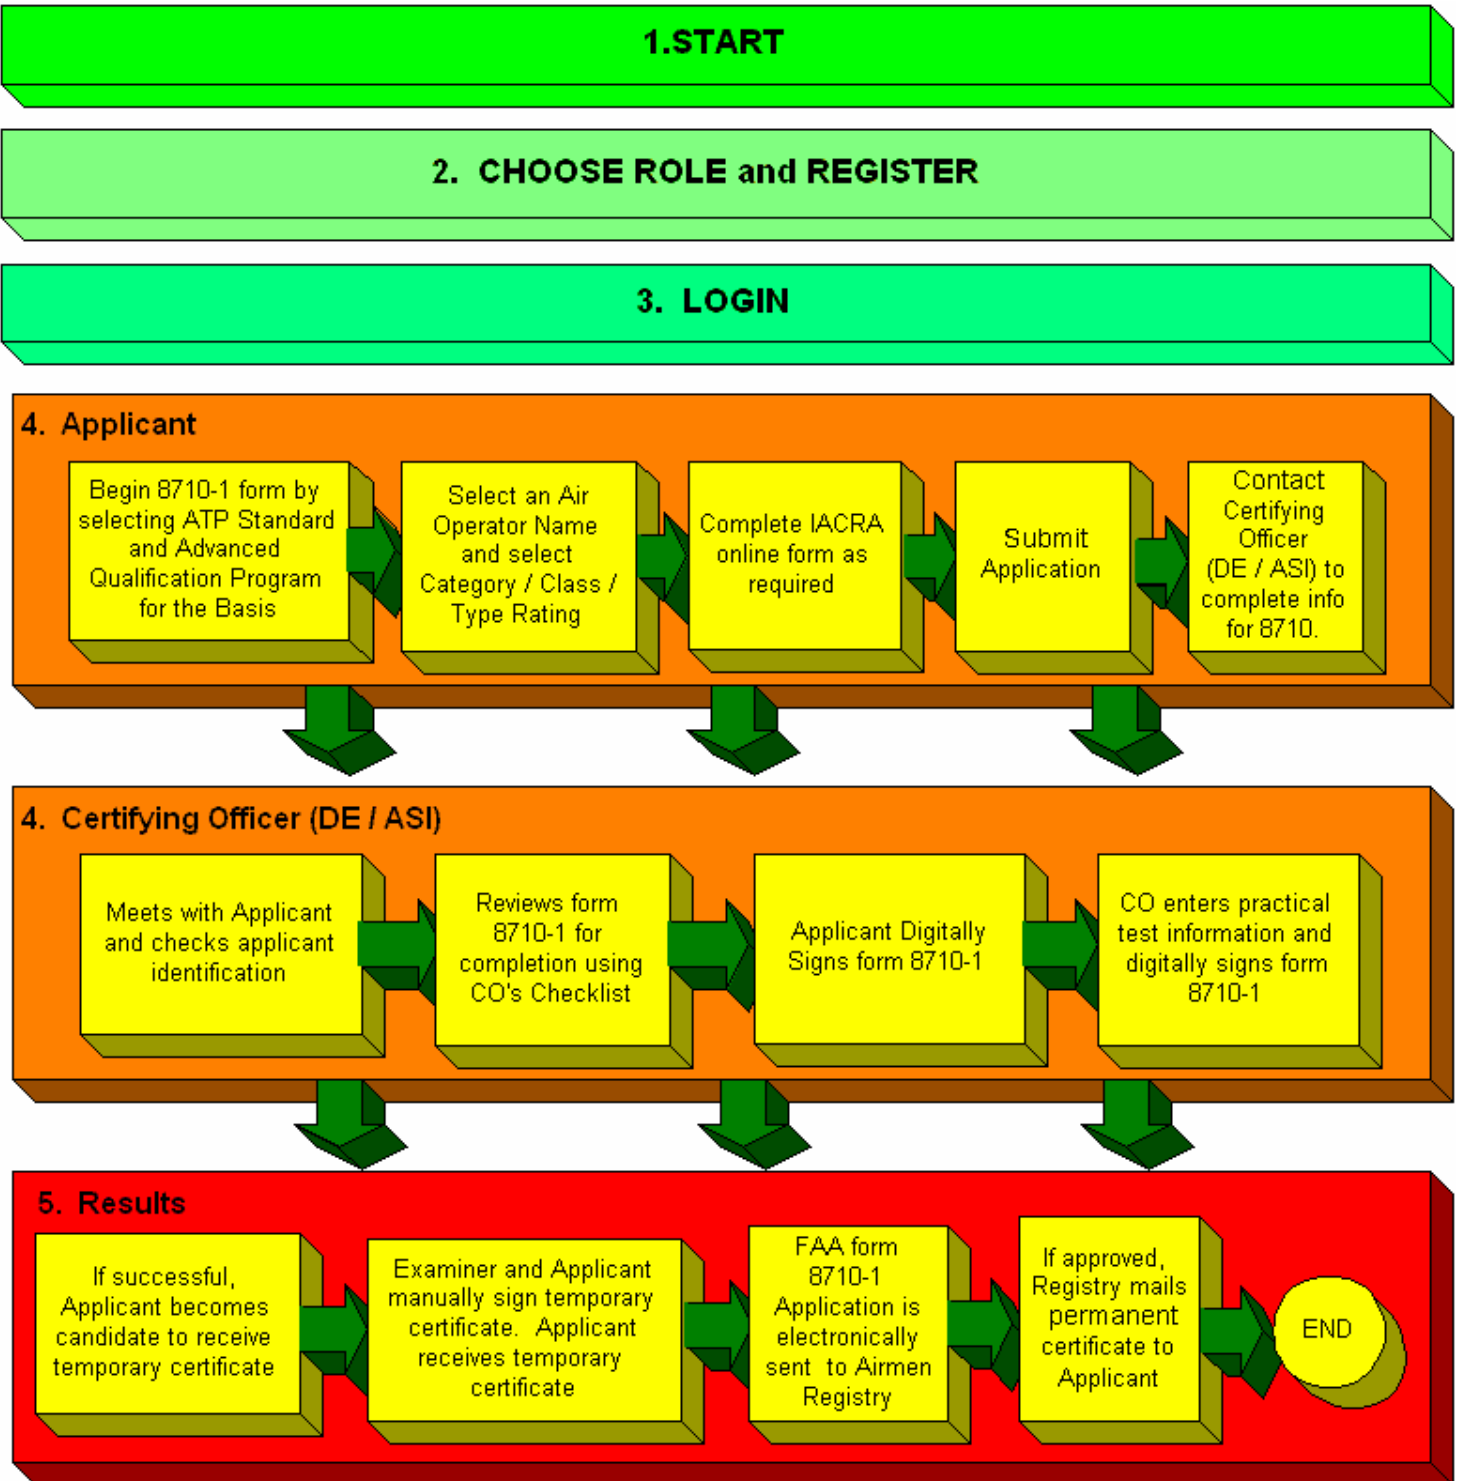 1.START
2. CHOOSE ROLE and REGISTER
3. LOGIN
4. Applicant
Begin 8710-1 form by
selecting ATP Standard
and Advanced
Qualification Program
for the Basis
Select an Air
Operator Name
and select
Category / Class /
Type Rating
Complete IACRA
online form as
required
Submit
Application
Contact
Certifying
Officer
(DE / ASI) to
complete info
for 8710.
4. Certifying Officer (DE / ASI)
Meets with Applicant
and checks applicant
identification
Reviews form
8710-1 for
completion using
CO's Checklist
Applicant Digitally
Signs form 8710-1
CO enters practical
test information and
digitally signs form
8710-1
5. Results
If successful,
Applicant becomes
candidate to receive
temporary certificate
Examiner and Applicant
manually sign temporary
certificate. Applicant
receives temporary
certificate
FAA form
8710-1
Application is
electronically
sent to Airmen
Registry
If approved,
Registry mails
permanent
certificate to
Applicant
END